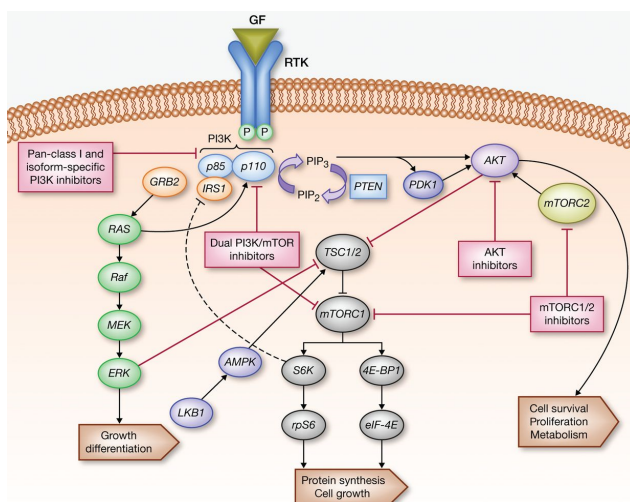 GF
RTK
P
P
PI3K
Pan-class I and
isoform-specific
PI3K inhibitors
p85
p110
IRS1
GRB2
PIP3
PIP2
PTEN
PDK1
AKT
mTORC2
RAS
Dual PI3K/mTOR
inhibitors
TSC1/2
AKT
inhibitors
Raf
mTORC1/2
inhibitors
MEK
mTORC1
ERK
AMPK
S6K
4E-BP1
LKB1
Cell survival
Proliferation
Metabolism
Growth
differentiation
rpS6
eIF-4E
Protein synthesis
Cell growth